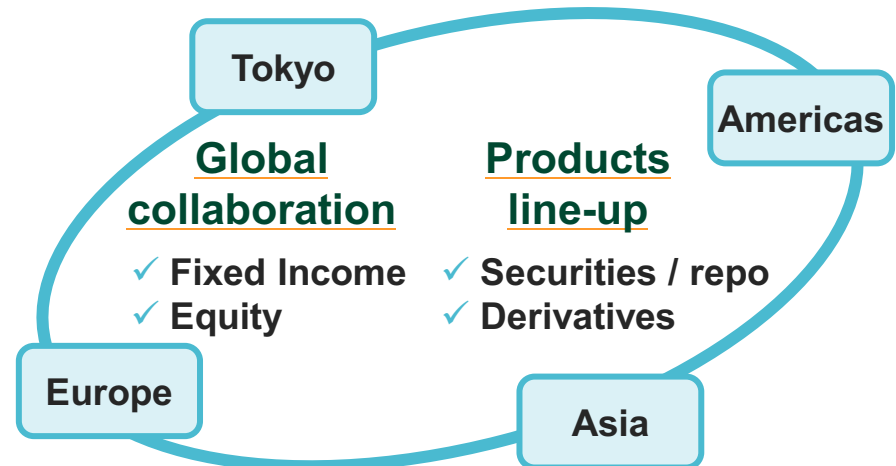 Tokyo
Americas
Global
collaboration
✓ Fixed Income
✓ Equity
Products
line-up
✓ Securities / repo
✓ Derivatives
Europe
Asia